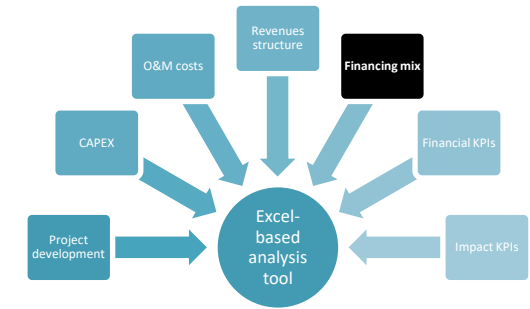 Revenues
structure
O&M costs
Financing mix
CAPEX
Financial KPIs
Project
development
Excel-
based
analysis
tool
Impact KPIs